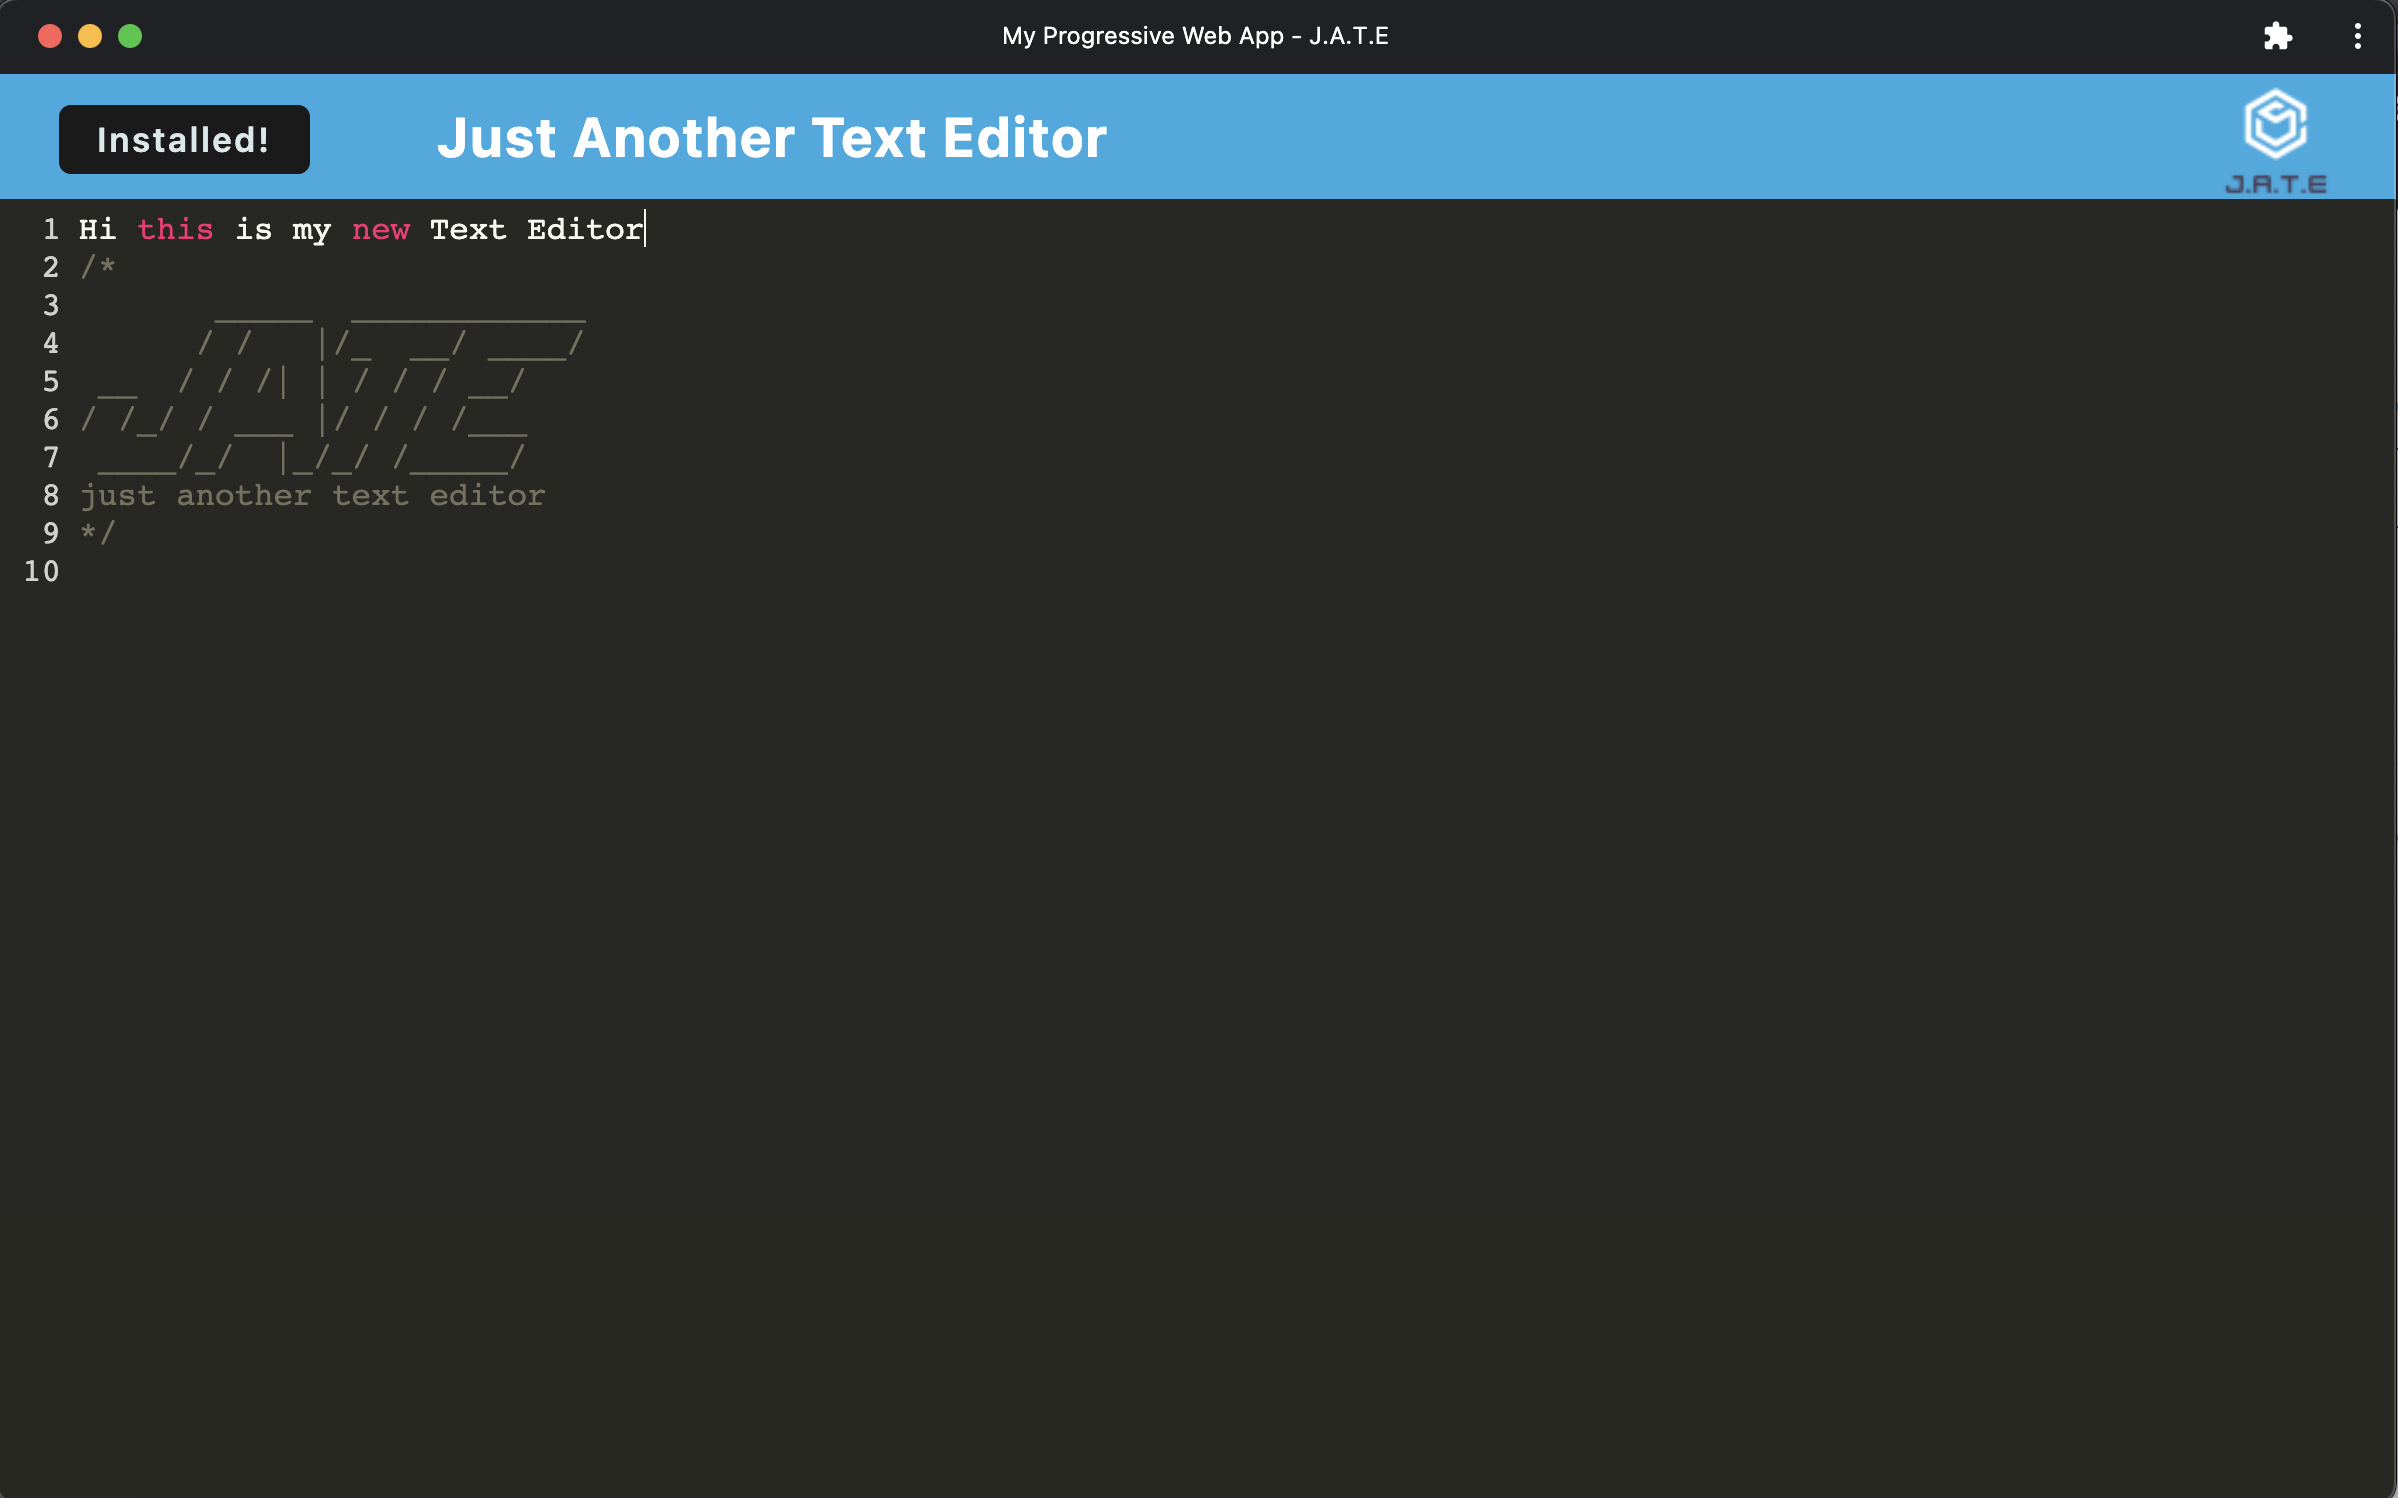 My Progressive Web App - J.A.T.E
Installed!
Just Another Text Editor
J.A.T.E
1 Hi this is my new Text Editor
2 /*
3        _____  ____________
4       / /   |/_  __/ ____/
5  __  / / /| | / / / __/
6 / /_/ / ___ |/ / / /___
7  ____/_/  |_/_/ /_____/
8 just another text editor
9 */
10